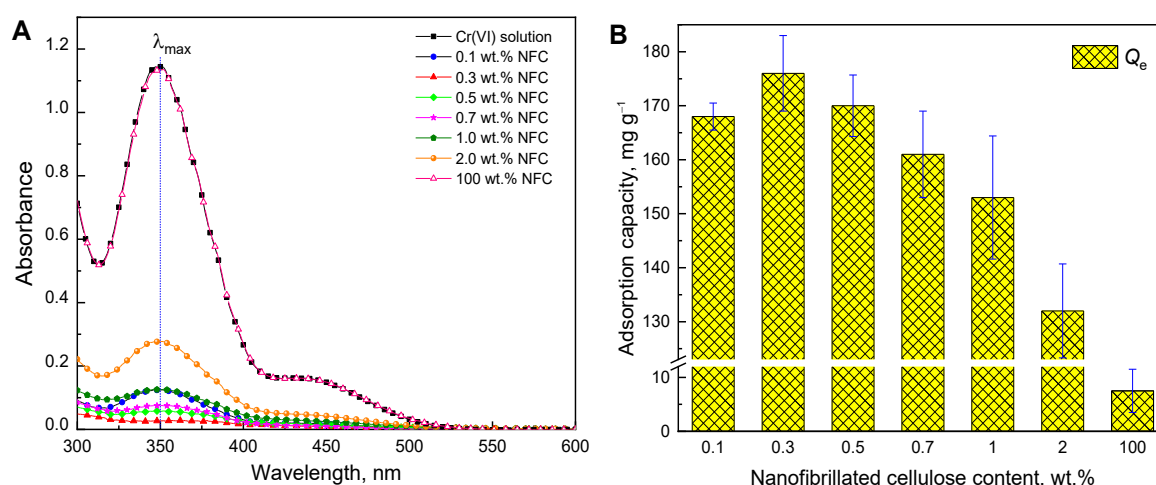 A
λmax
Cr(VI) solution
0.1 wt.% NFC
0.3 wt.% NFC
0.5 wt.% NFC
0.7 wt.% NFC
1.0 wt.% NFC
2.0 wt.% NFC
100 wt.% NFC
Absorbance
1.2
1.0
0.8
0.6
0.4
0.2
0.0
300 350 400 450 500 550 600
Wavelength, nm
B
Qe
Adsorption capacity, mg g⁻¹
180
170
160
150
140
130
10
0
0.1 0.3 0.5 0.7 1 2 100
Nanofibrillated cellulose content, wt.%